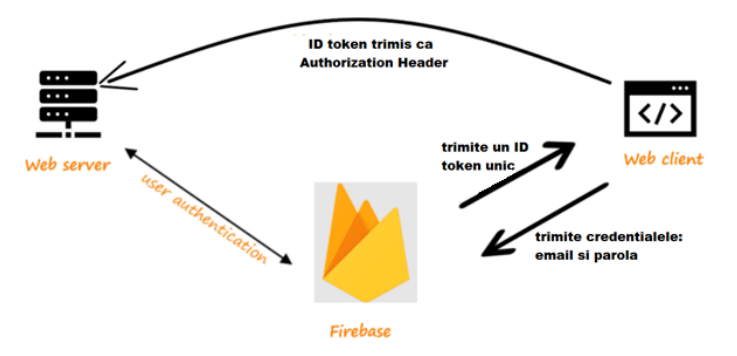 ID token trimis ca
Authorization Header
Web server
</>
Web client
trimite un ID
token unic
user authentication
trimite credentialele:
email si parola
Firebase